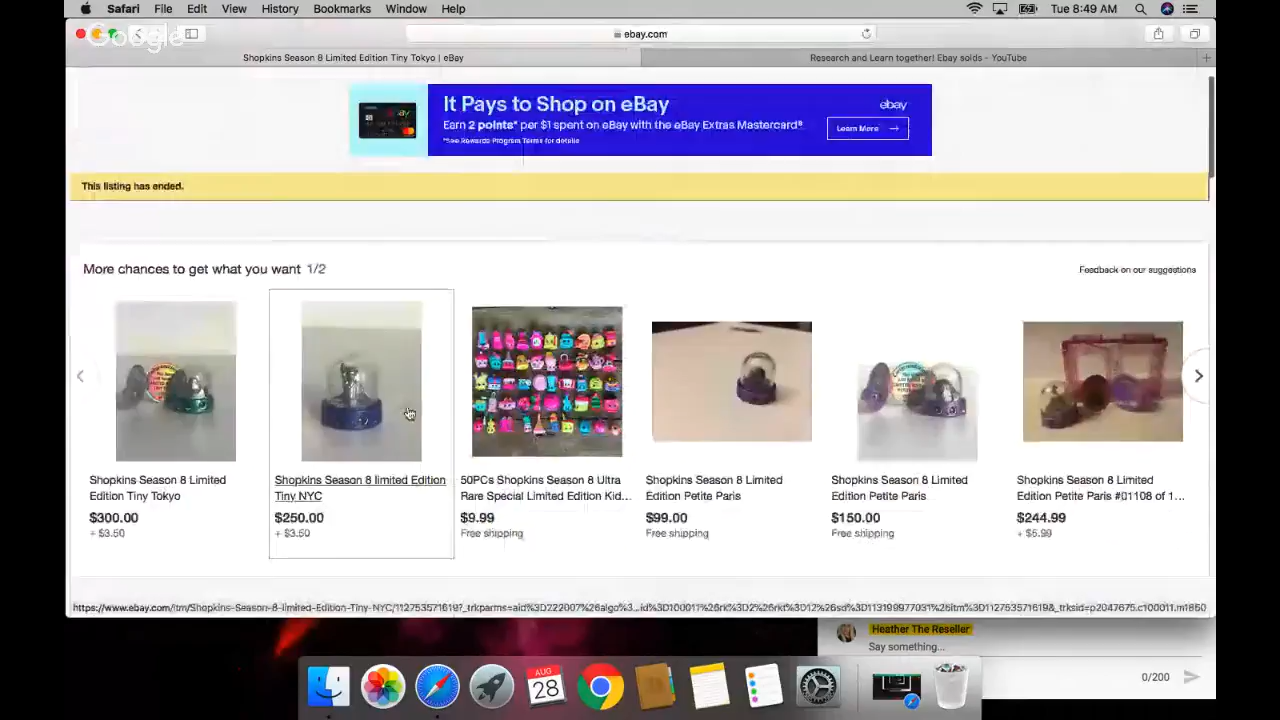 Safari File Edit View History Bookmarks Window Help
Tue 8:49 AM
Google
ebay.com
Shopkins Season 8 Limited Edition Tiny Tokyo | eBay
Research and Learn together! Ebay solds - YouTube
It Pays to Shop on eBay
Earn 2 points* per $1 spent on eBay with the eBay Extras Mastercard®
*See Rewards Program Terms for details
ebay
Learn More
This listing has ended.
More chances to get what you want 1/2
Feedback on our suggestions
Shopkins Season 8 Limited
Edition Tiny Tokyo
$300.00
+ $3.50
Shopkins Season 8 limited Edition
Tiny NYC
$250.00
+ $3.50
50PCs Shopkins Season 8 Ultra
Rare Special Limited Edition Kid...
$9.99
Free shipping
Shopkins Season 8 Limited
Edition Petite Paris
$99.00
Free shipping
Shopkins Season 8 Limited
Edition Petite Paris
$150.00
Free shipping
Shopkins Season 8 Limited
Edition Petite Paris #01108 of 1...
$244.99
+ $5.99
Heather The Reseller
Say something...
0/200
AUG
28